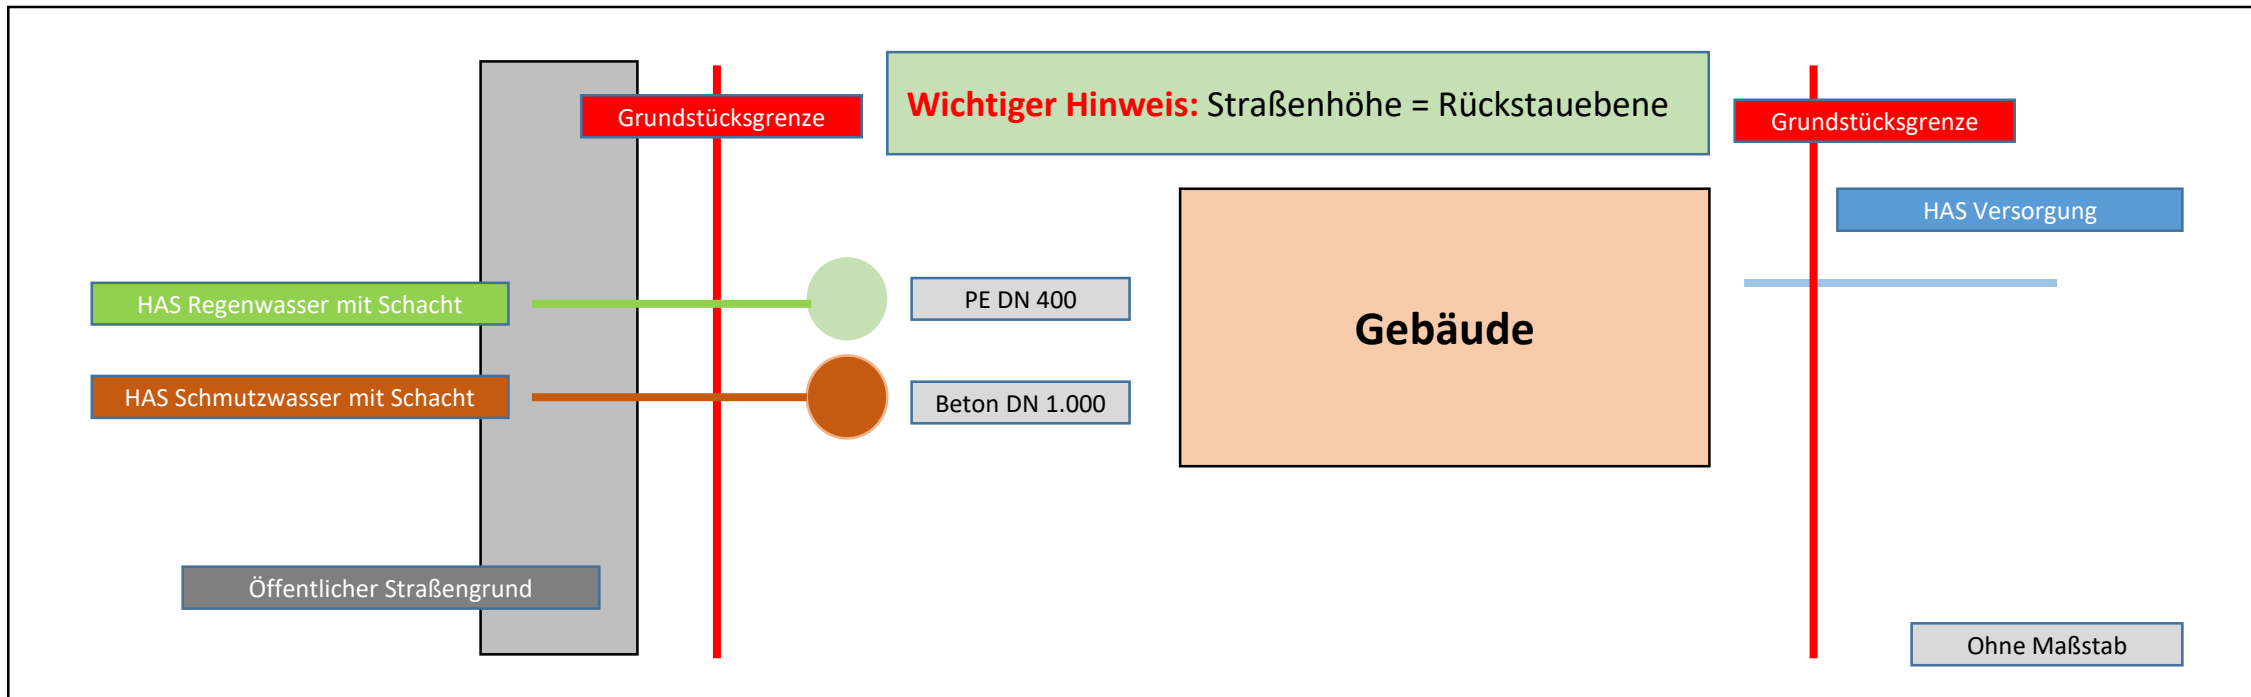 Wichtiger Hinweis: Straßenhöhe = Rückstauebene
Grundstücksgrenze
Grundstücksgrenze
HAS Versorgung
HAS Regenwasser mit Schacht
PE DN 400
Gebäude
HAS Schmutzwasser mit Schacht
Beton DN 1.000
Öffentlicher Straßengrund
Ohne Maßstab